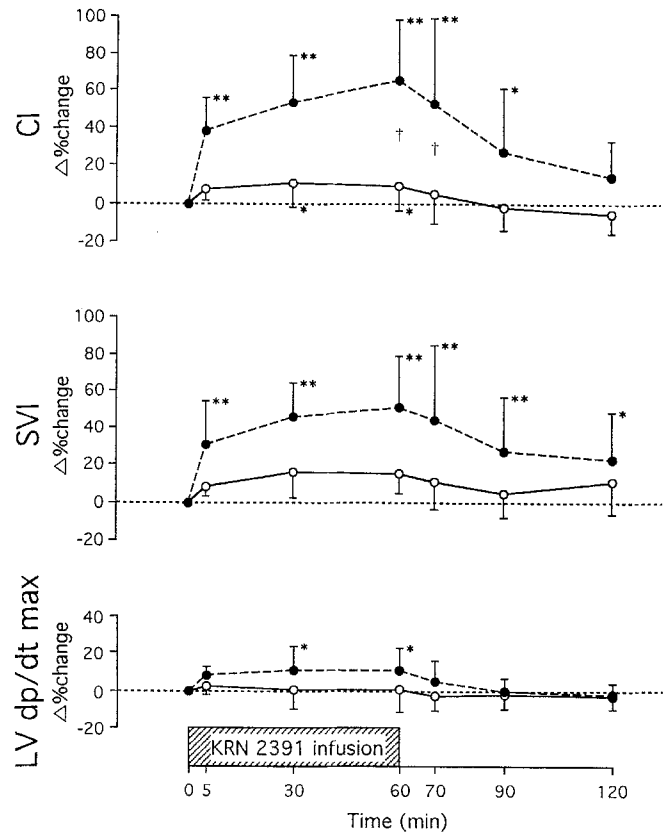 CI
△%change
100
80
60
40
20
0
-20
** ** ** ** *
† †
* *
SVI
△%change
100
80
60
40
20
0
-20
** ** ** ** ** *
LV dp/dt max
△%change
40
20
0
-20
* *
KRN 2391 infusion
0 5 30 60 70 90 120
Time (min)